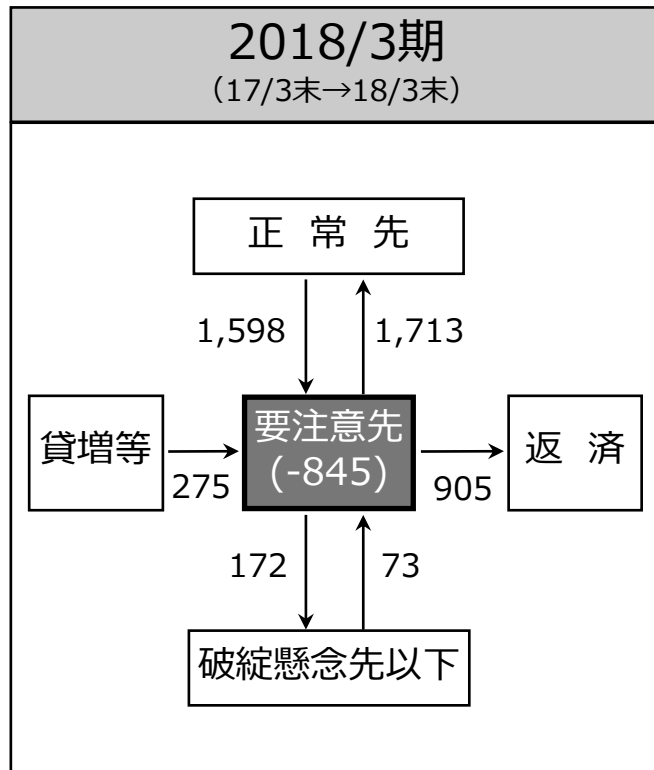 2018/3期
（17/3末→18/3末）
正 常 先
1,598
1,713
貸増等
275
要注意先
(-845)
905
返 済
172
73
破綻懸念先以下